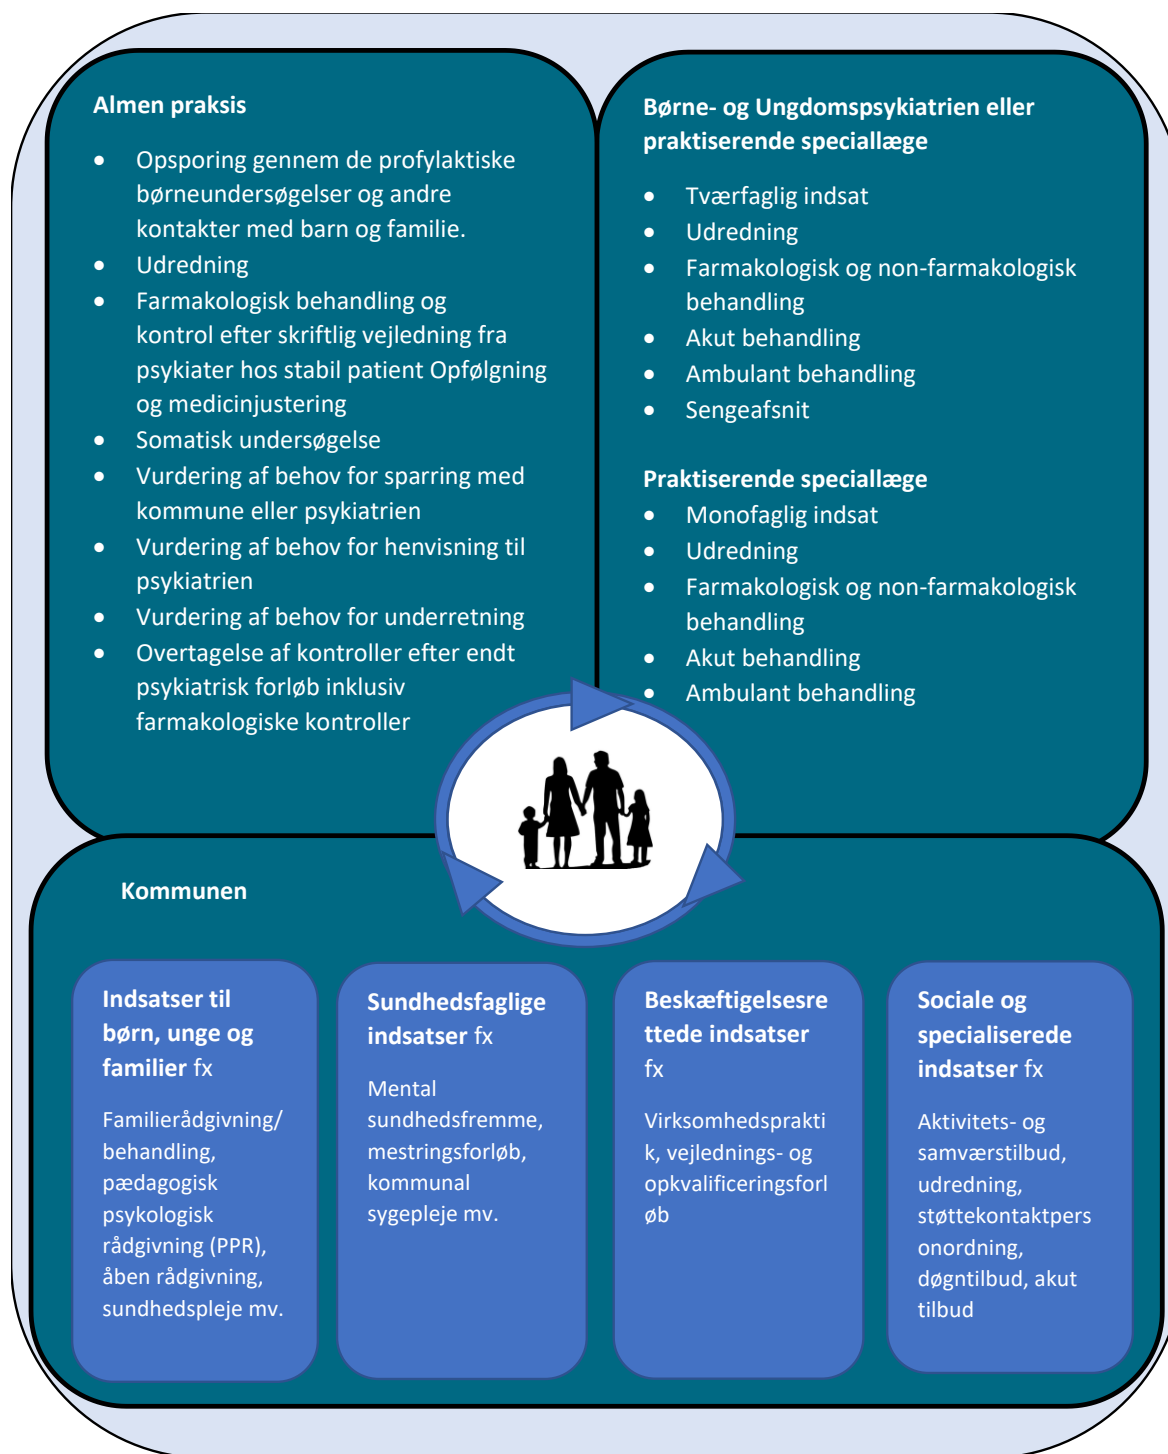 Almen praksis
• Opsporing gennem de profylaktiske
børneundersøgelser og andre
kontakter med barn og familie.
• Udredning
• Farmakologisk behandling og
kontrol efter skriftlig vejledning fra
psykiater hos stabil patient Opfølgning
og medicinjustering
• Somatisk undersøgelse
• Vurdering af behov for sparring med
kommune eller psykiatrien
• Vurdering af behov for henvisning til
psykiatrien
• Vurdering af behov for underretning
• Overtagelse af kontroller efter endt
psykiatrisk forløb inklusiv
farmakologiske kontroller
Børne- og Ungdomspsykiatrien eller
praktiserende speciallæge
• Tværfaglig indsat
• Udredning
• Farmakologisk og non-farmakologisk
behandling
• Akut behandling
• Ambulant behandling
• Sengeafsnit
Praktiserende speciallæge
• Monofaglig indsat
• Udredning
• Farmakologisk og non-farmakologisk
behandling
• Akut behandling
• Ambulant behandling
Kommunen
Indsatser til
børn, unge og
familier fx
Familierådgivning/
behandling,
pædagogisk
psykologisk
rådgivning (PPR),
åben rådgivning,
sundhedspleje mv.
Sundhedsfaglige
indsatser fx
Mental
sundhedsfremme,
mestringsforløb,
kommunal
sygepleje mv.
Beskæftigelsesre
ttede indsatser
fx
Virksomhedsprakti
k, vejlednings- og
opkvalificeringsforl
øb
Sociale og
specialiserede
indsatser fx
Aktivitets- og
samværstilbud,
udredning,
støttekontaktpers
onordning,
døgntilbud, akut
tilbud